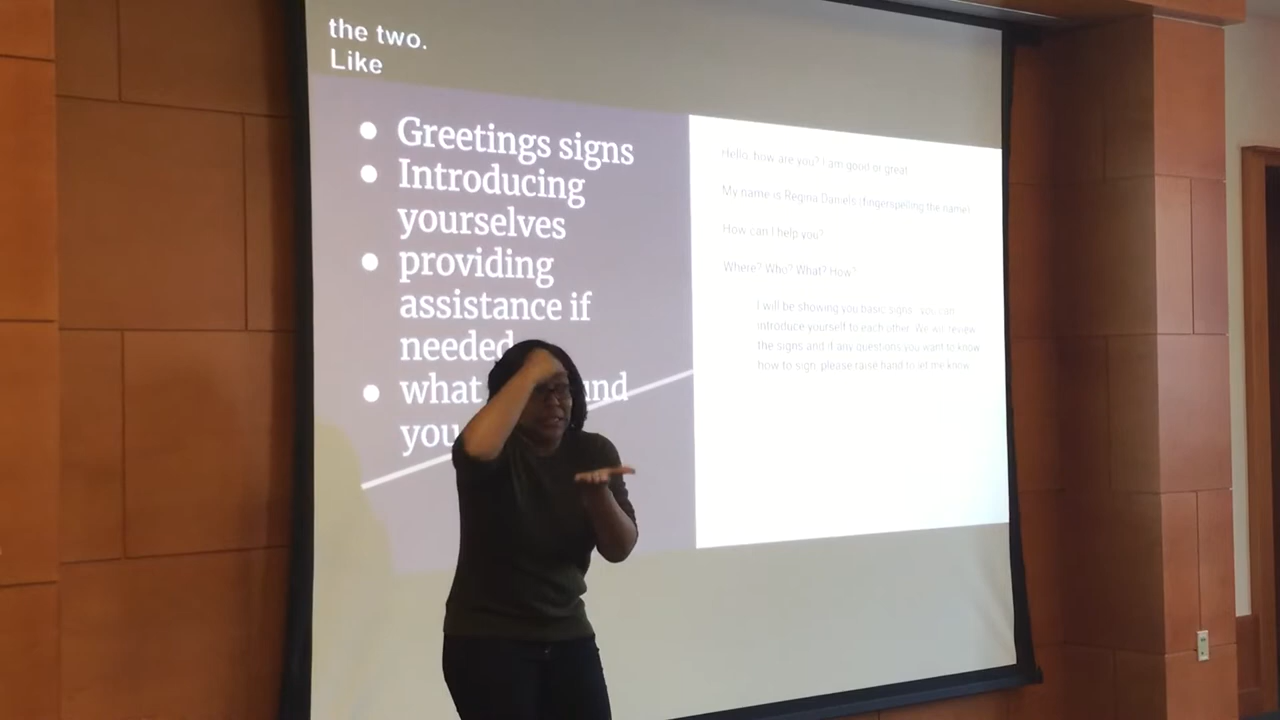 the two.
Like
Greetings signs
Introducing
yourselves
providing
assistance if
needed
what
you
Hello, how are you? I am good or great
My name is Regina Daniels (fingerspelling the name)
How can I help you?
Where? Who? What? How?
I will be showing you basic signs. you can
introduce yourself to each other. We will review
the signs and if any questions you want to know
how to sign please raise hand to let me know